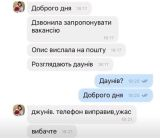 Доброго дня
Дзвонила запропонувати
вакансію
Опис вислала на пошту
Розглядають даунів
Даунів?
Доброго дня
джунів. телефон виправив,ужас
вибачте